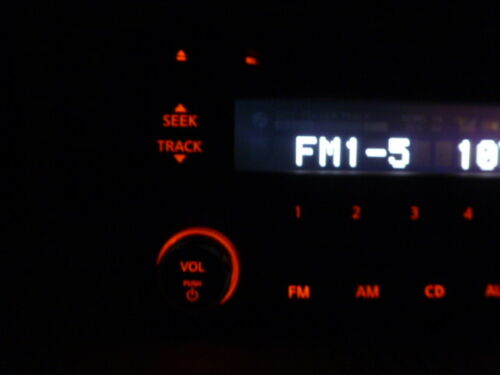 SEEK
TRACK
FM1-5
1 2 3 4
VOL
PUSH
FM AM CD